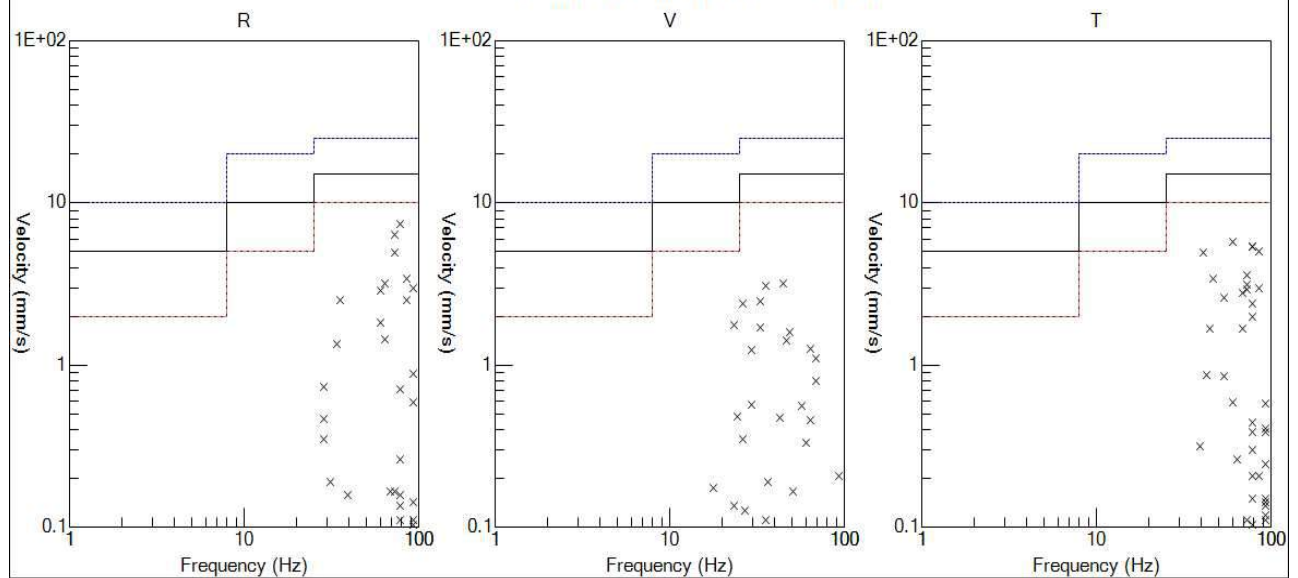 R V T
1E+02 1E+02 1E+02
10 10 10
1 1 1
0.1 0.1 0.1
Velocity (mm/s) Velocity (mm/s) Velocity (mm/s)
1 10 100 1 10 100 1 10 100
Frequency (Hz) Frequency (Hz) Frequency (Hz)